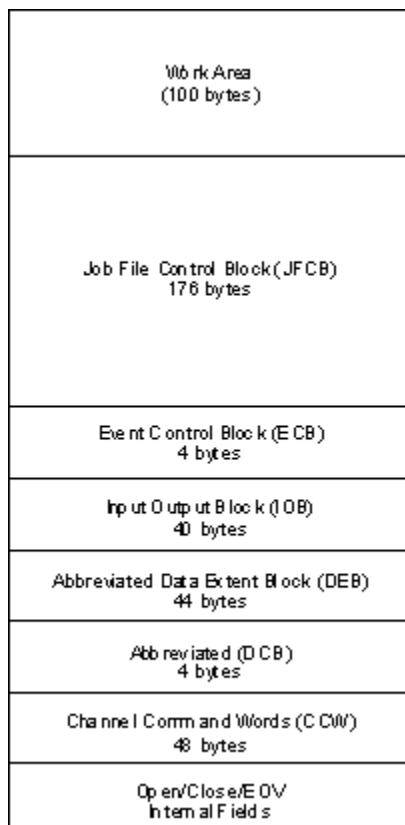 Work Area
(100 bytes)
Job File Control Block (JFCB)
176 bytes
Event Control Block (ECB)
4 bytes
Input Output Block (IOB)
40 bytes
Abbreviated Data Extent Block (DEB)
44 bytes
Abbreviated (DCB)
4 bytes
Channel Command Words (CCW)
48 bytes
Open/Close/EOV
Internal Fields